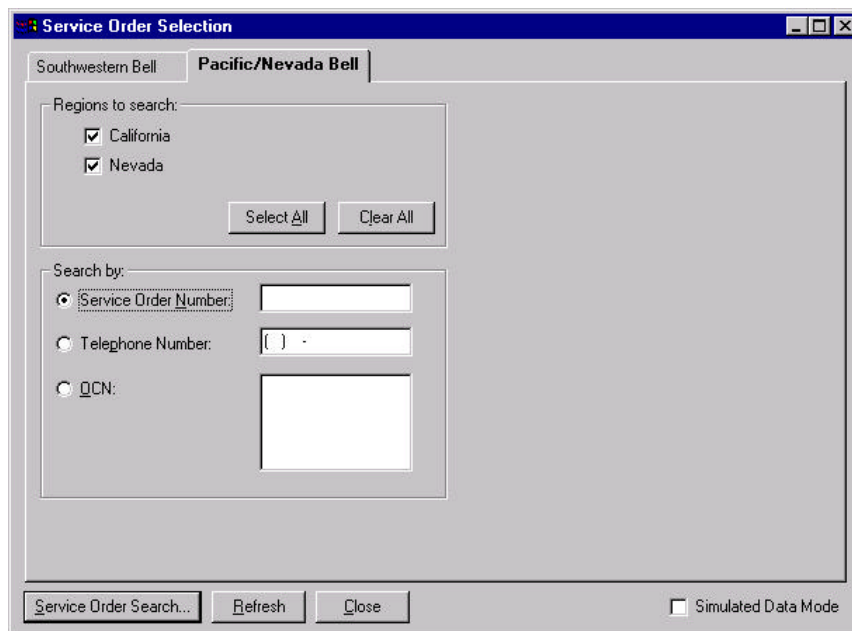 Service Order Selection
Southwestern Bell
Pacific/Nevada Bell
Regions to search:
California
Nevada
Select All
Clear All
Search by:
Service Order Number:
Telephone Number:
( ) -
OCN:
Service Order Search...
Refresh
Close
Simulated Data Mode